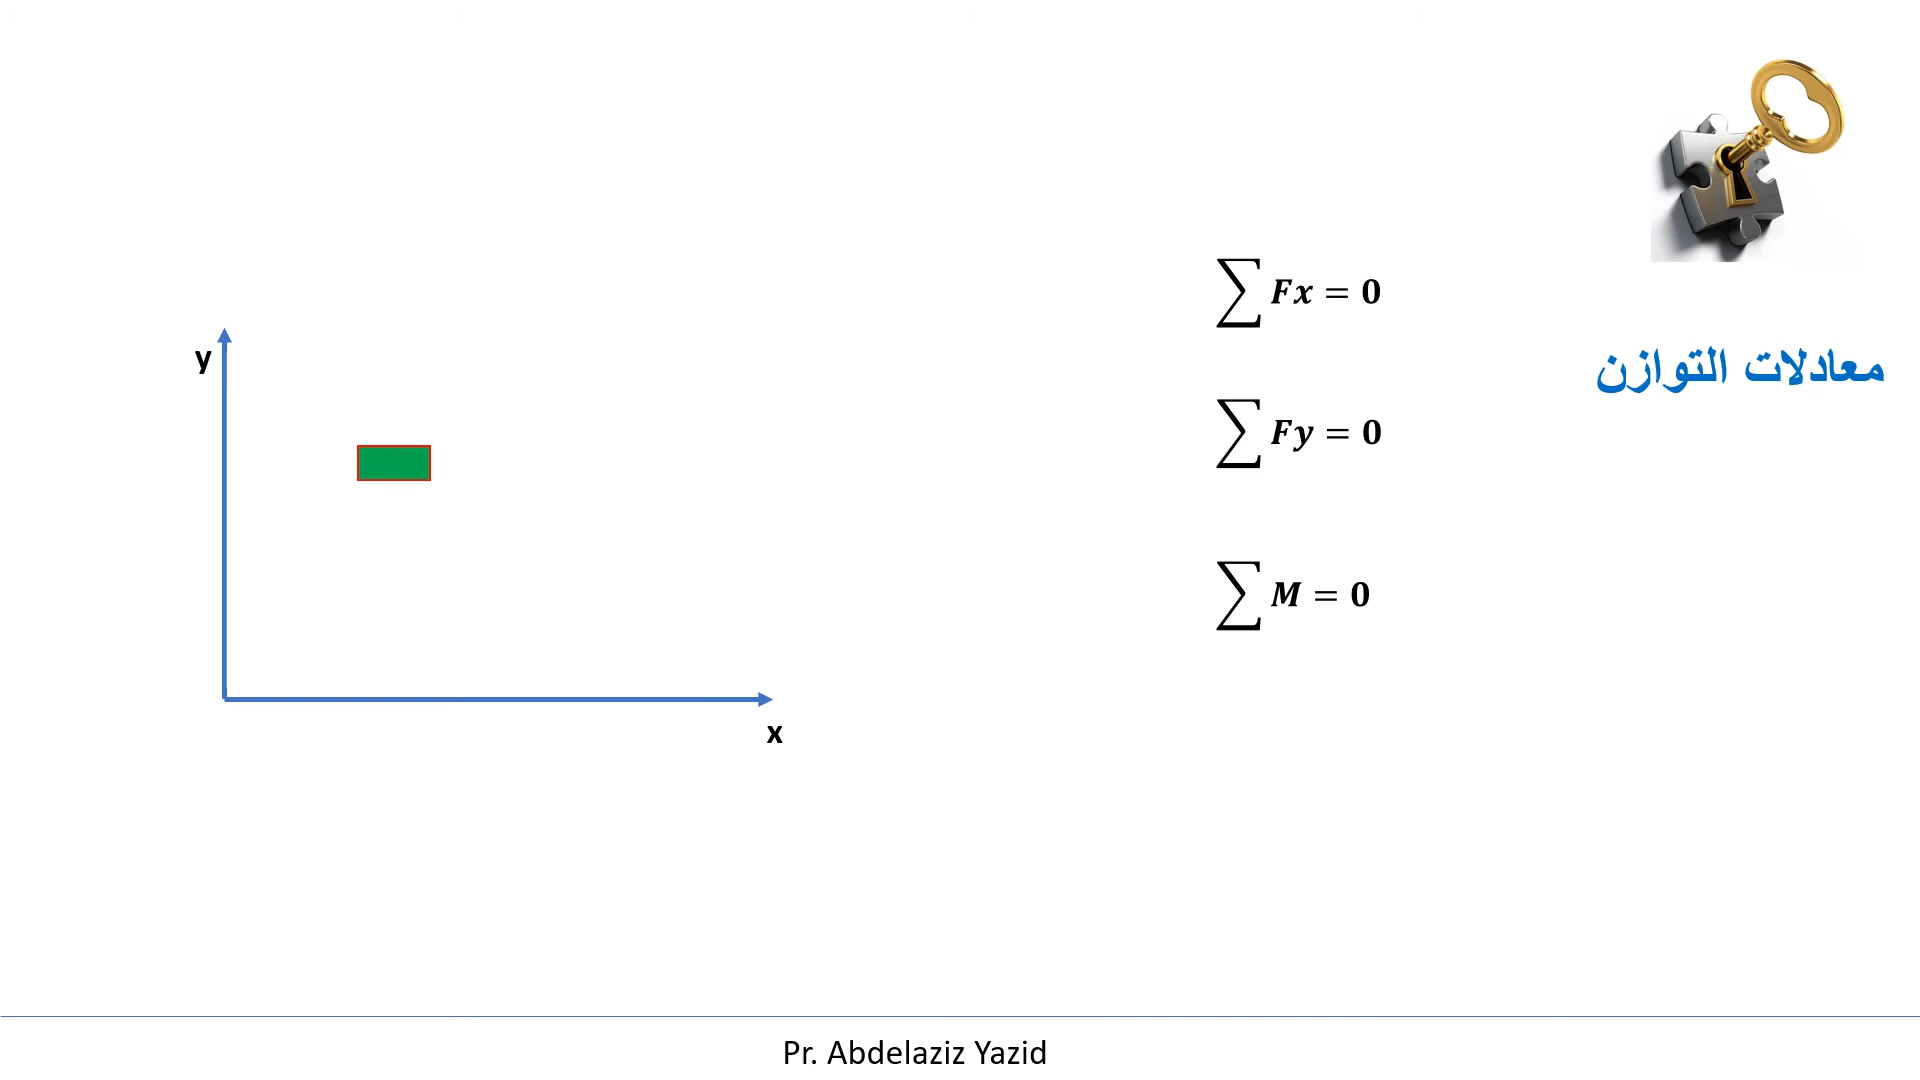 ∑ Fx = 0
معادلات التوازن
y
∑ Fy = 0
∑ M = 0
x
Pr. Abdelaziz Yazid